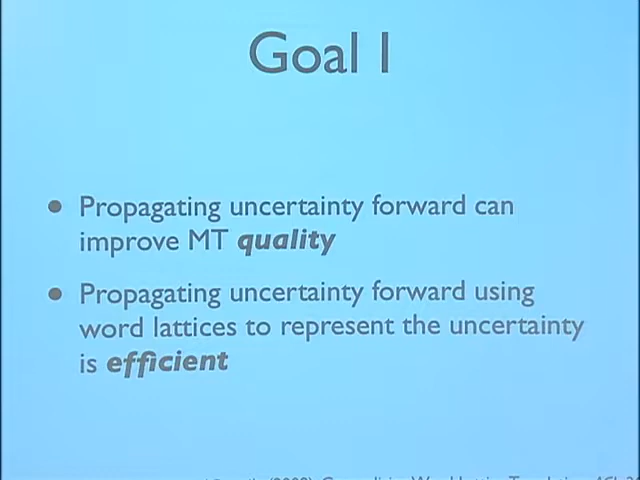 Goal 1
• Propagating uncertainty forward can
improve MT quality
• Propagating uncertainty forward using
word lattices to represent the uncertainty
is efficient